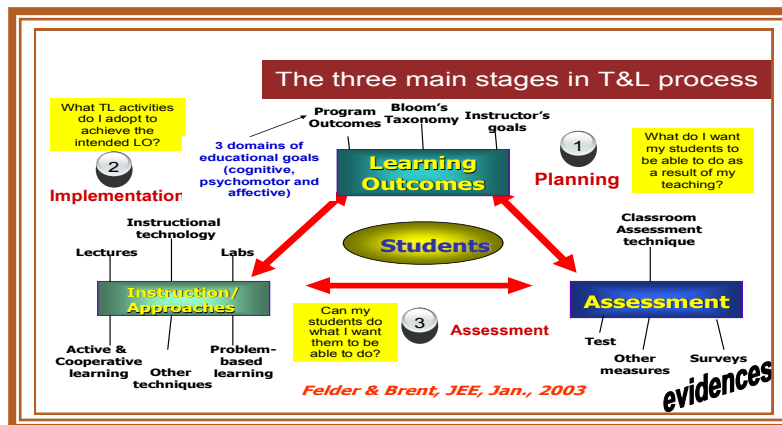 The three main stages in T&L process
What TL activities
do I adopt to
achieve the
intended LO?
2
Implementation
Program
Outcomes
Bloom's
Taxonomy
Instructor's
goals
3 domains of
educational goals
(cognitive,
psychomotor and
affective)
Learning
Outcomes
1
Planning
What do I want
my students to
be able to do as
a result of my
teaching?
Students
Instructional
technology
Lectures
Labs
Instruction/
Approaches
Active &
Cooperative
learning
Other
techniques
Problem-
based
learning
Can my
students do
what I want
them to be
able to do?
3
Assessment
Classroom
Assessment
technique
Assessment
Test
Other
measures
Surveys
evidences
Felder & Brent, JEE, Jan., 2003